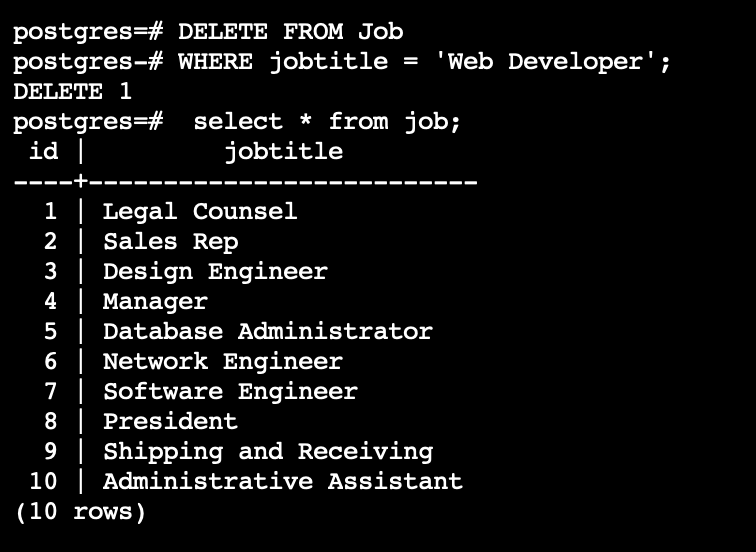 postgres=# DELETE FROM Job
postgres-# WHERE jobtitle = 'Web Developer';
DELETE 1
postgres=#  select * from job;
 id |         jobtitle
----+--------------------------
  1 | Legal Counsel
  2 | Sales Rep
  3 | Design Engineer
  4 | Manager
  5 | Database Administrator
  6 | Network Engineer
  7 | Software Engineer
  8 | President
  9 | Shipping and Receiving
 10 | Administrative Assistant
(10 rows)